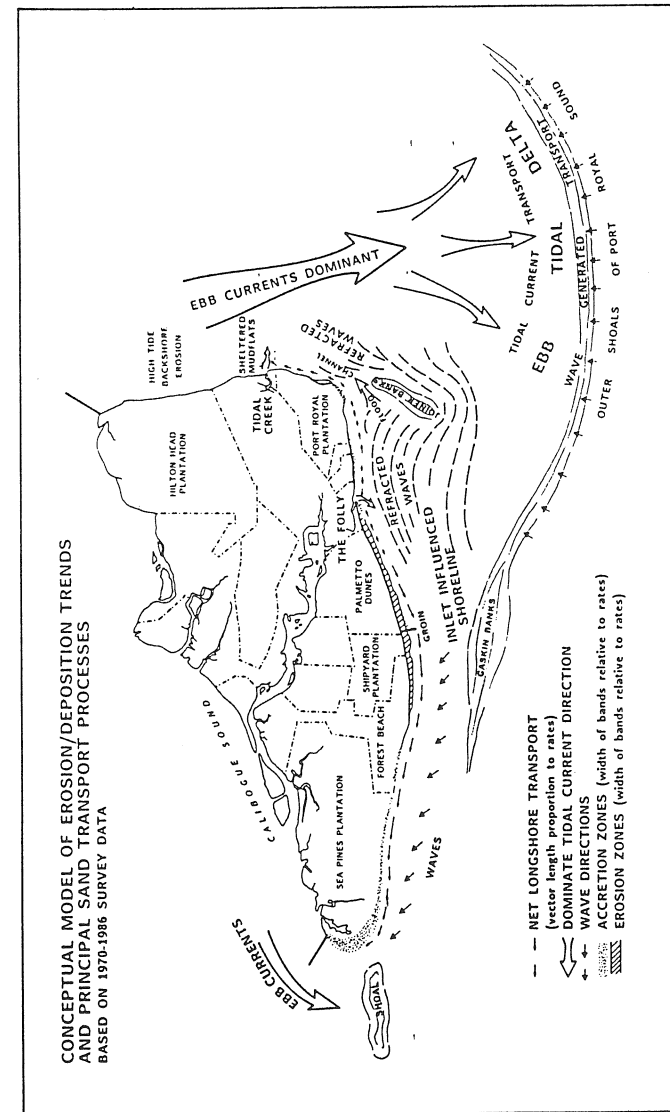 CONCEPTUAL MODEL OF EROSION/DEPOSITION TRENDS
AND PRINCIPAL SAND TRANSPORT PROCESSES
BASED ON 1970-1986 SURVEY DATA
HIGH TIDE
BACKSHORE
EROSION
SHELTERED
MUDFLATS
EBB CURRENTS DOMINANT
HILTON HEAD
PLANTATION
TIDAL
CREEK
PORT ROYAL
PLANTATION
REFRACTED
WAVES
CHANNEL
FLOOD
JOINER BANKS
CALIBOGUE SOUND
THE FOLLY
REFRACTED
WAVES
PALMETTO
DUNES
SHIPYARD
PLANTATION
FOREST BEACH
SEA PINES PLANTATION
GROIN
INLET INFLUENCED
SHORELINE
WAVES
EBB CURRENTS
SHOAL
GASKIN BANKS
TIDAL CURRENT TRANSPORT
EBB TIDAL DELTA
WAVE GENERATED TRANSPORT
OUTER SHOALS OF PORT ROYAL SOUND
NET LONGSHORE TRANSPORT
(vector length proportion to rates)
DOMINATE TIDAL CURRENT DIRECTION
WAVE DIRECTIONS
ACCRETION ZONES (width of bands relative to rates)
EROSION ZONES (width of bands relative to rates)